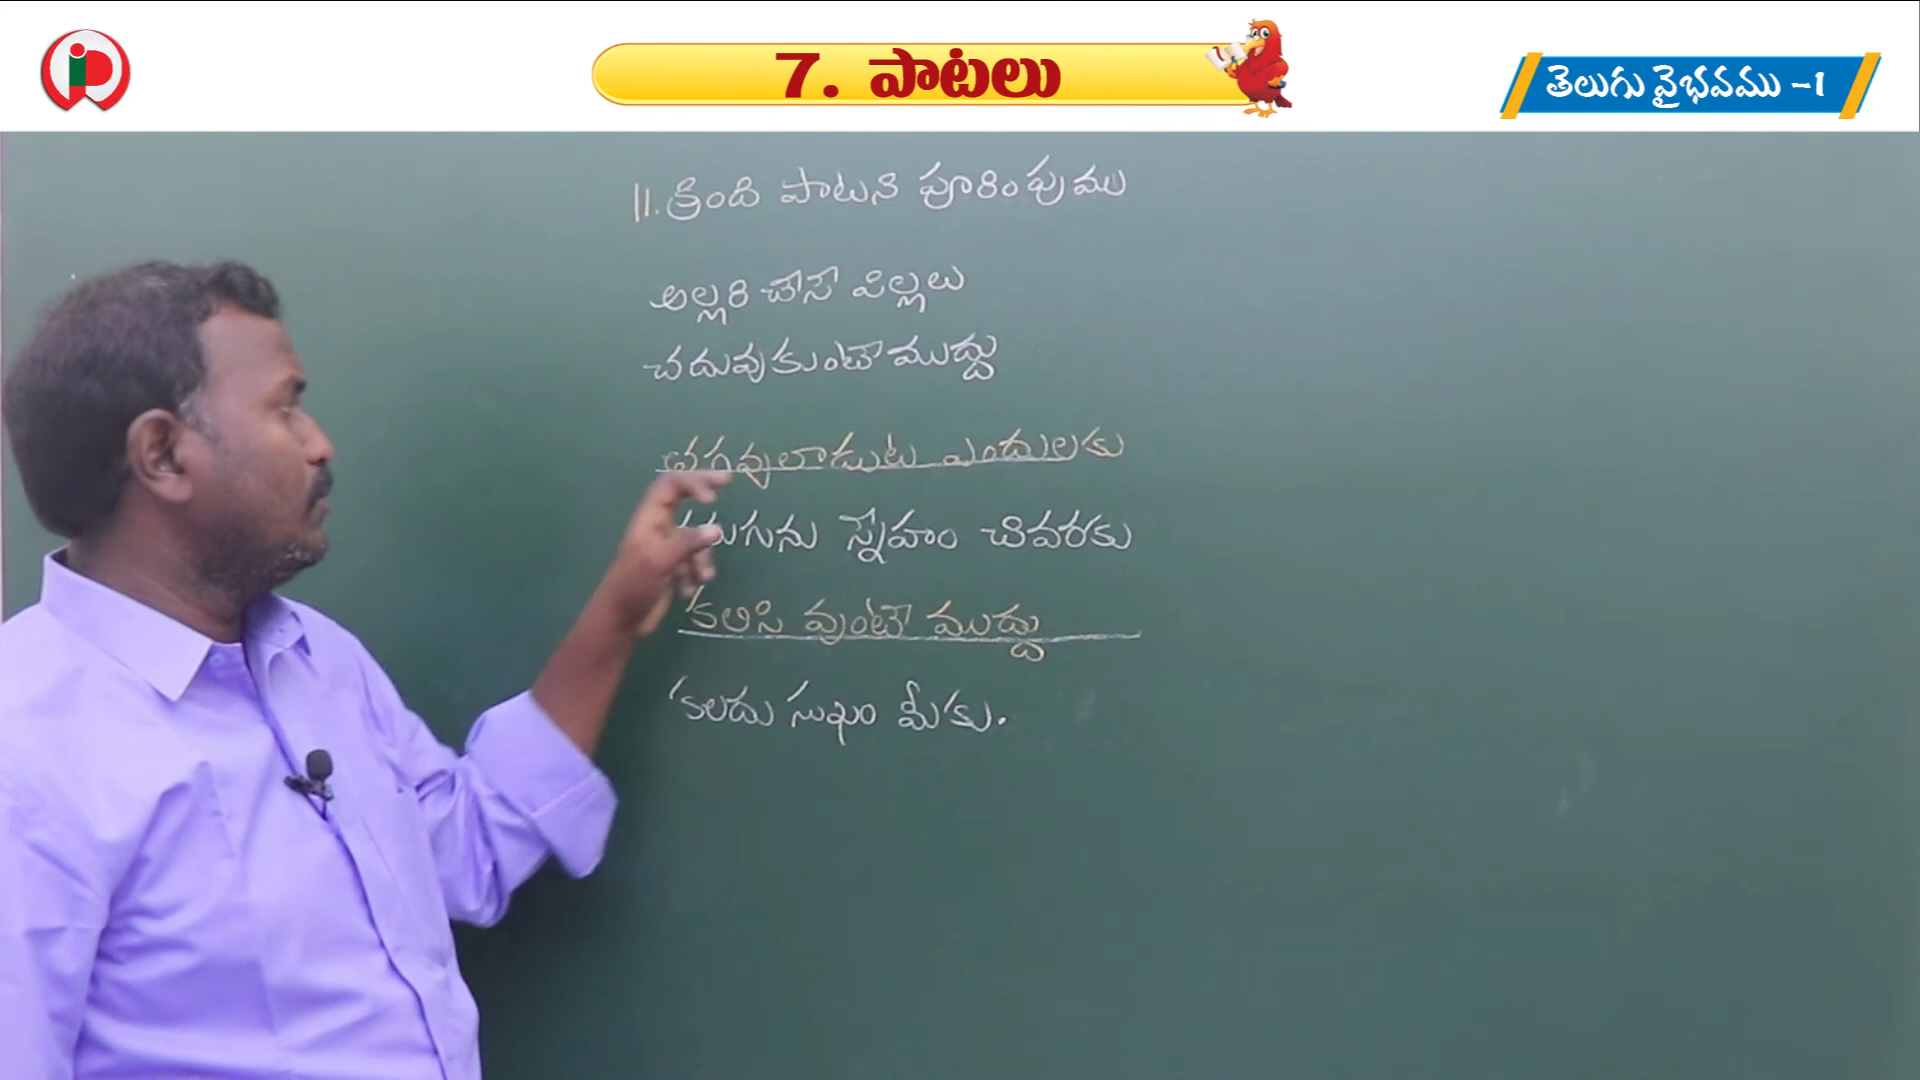 7. పాటలు
తెలుగు వైభవము -1
II. క్రింది పాటని పూరింపుము
అల్లరి చేసే పిల్లలు
చదువుకుంటే ముద్దు
తగవులాడుట ఎందులకు
స్నేహం చివరకు
కలిసి వుంటే ముద్దు
కలదు సుఖం మీకు.